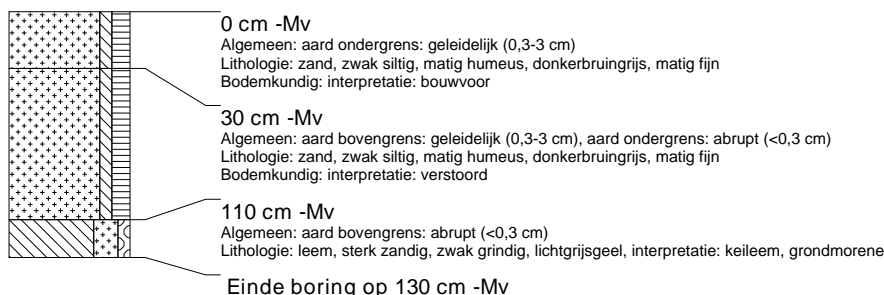 0 cm -Mv
Algemeen: aard ondergrens: geleidelijk (0,3-3 cm)
Lithologie: zand, zwak siltig, matig humeus, donkerbruingrijs, matig fijn
Bodemkundig: interpretatie: bouwvoor
30 cm -Mv
Algemeen: aard bovengrens: geleidelijk (0,3-3 cm), aard ondergrens: abrupt (<0,3 cm)
Lithologie: zand, zwak siltig, matig humeus, donkerbruingrijs, matig fijn
Bodemkundig: interpretatie: verstoord
110 cm -Mv
Algemeen: aard bovengrens: abrupt (<0,3 cm)
Lithologie: leem, sterk zandig, zwak grindig, lichtgrijsgeel, interpretatie: keileem, grondmorene
Einde boring op 130 cm -Mv